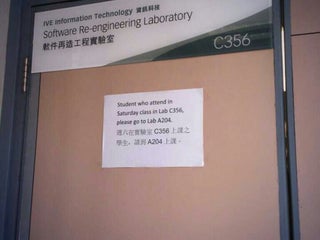 IVE Information Technology 資訊科技
Software Re-engineering Laboratory
軟件再造工程實驗室
C356
Student who attend in
Saturday class in Lab C356,
please go to Lab A204.
週六在實驗室 C356 上課之
學生，請到 A204 上課。